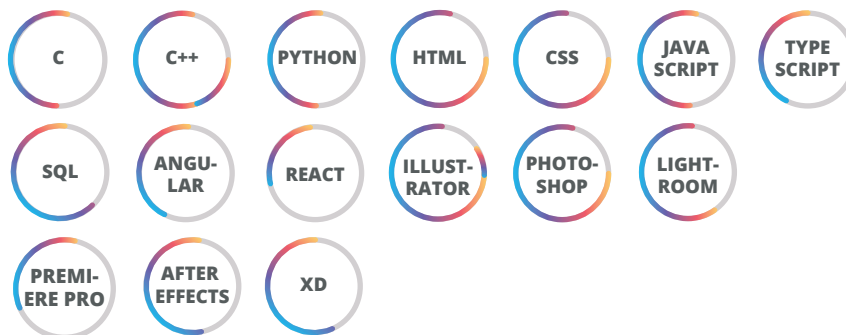 C
C++
PYTHON
HTML
CSS
JAVA
SCRIPT
TYPE
SCRIPT
SQL
ANGU-
LAR
REACT
ILLUST-
RATOR
PHOTO-
SHOP
LIGHT-
ROOM
PREMI-
ERE PRO
AFTER
EFFECTS
XD